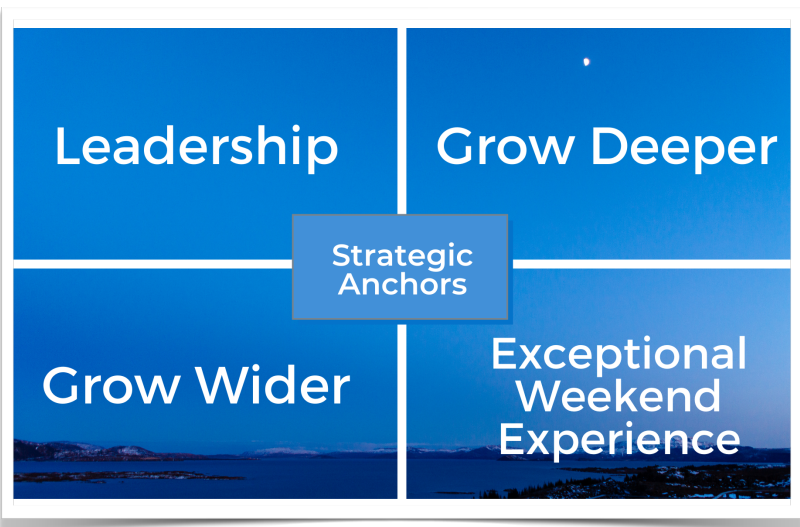 Leadership
Grow Deeper
Strategic
Anchors
Grow Wider
Exceptional
Weekend
Experience